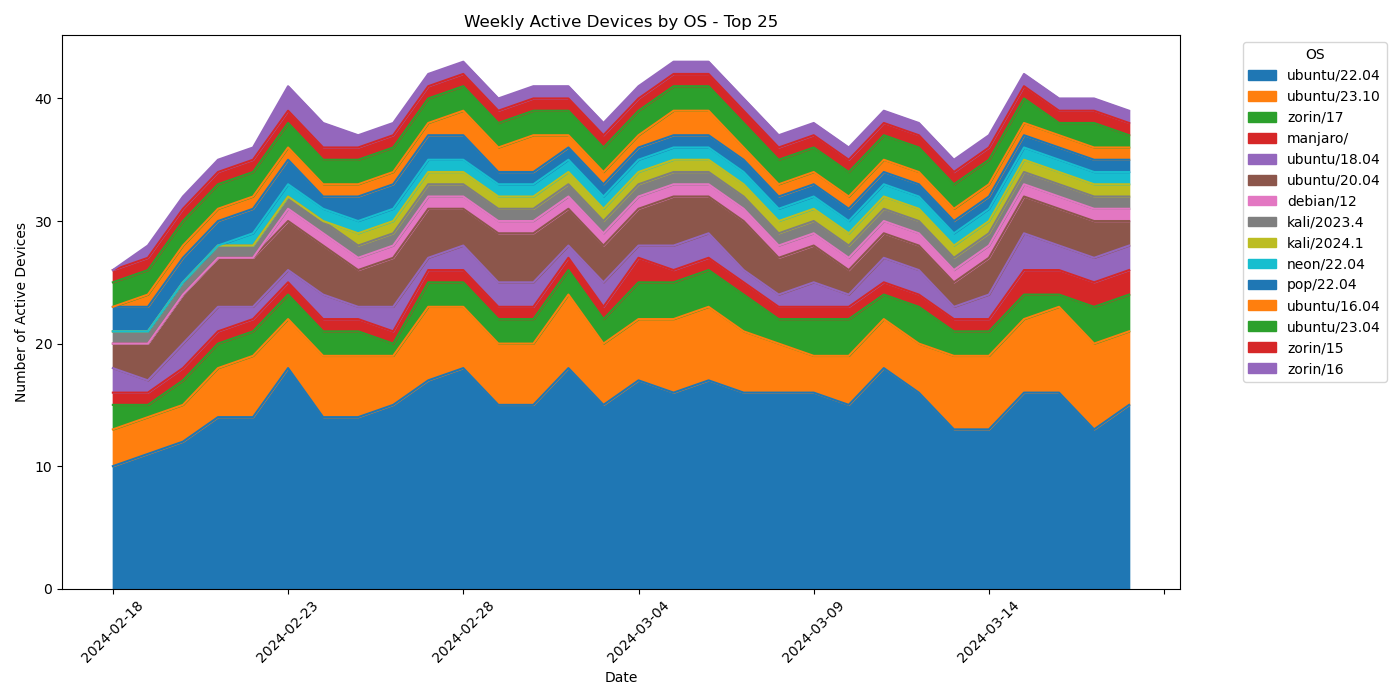 Weekly Active Devices by OS - Top 25
Number of Active Devices
40
30
20
10
0
2024-02-18
2024-02-23
2024-02-28
2024-03-04
2024-03-09
2024-03-14
Date
OS
ubuntu/22.04
ubuntu/23.10
zorin/17
manjaro/
ubuntu/18.04
ubuntu/20.04
debian/12
kali/2023.4
kali/2024.1
neon/22.04
pop/22.04
ubuntu/16.04
ubuntu/23.04
zorin/15
zorin/16